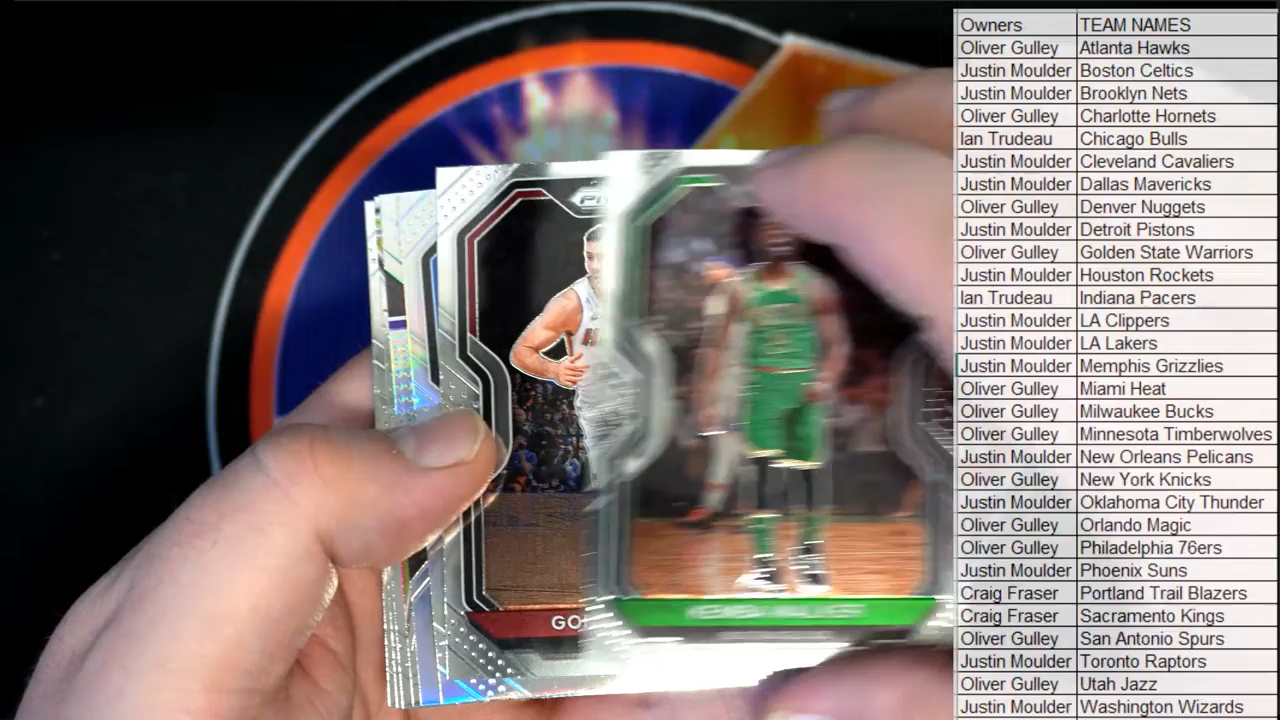 Owners TEAM NAMES
Oliver Gulley Atlanta Hawks
Justin Moulder Boston Celtics
Justin Moulder Brooklyn Nets
Oliver Gulley Charlotte Hornets
Ian Trudeau Chicago Bulls
Justin Moulder Cleveland Cavaliers
Justin Moulder Dallas Mavericks
Oliver Gulley Denver Nuggets
Justin Moulder Detroit Pistons
Oliver Gulley Golden State Warriors
Justin Moulder Houston Rockets
Ian Trudeau Indiana Pacers
Justin Moulder LA Clippers
Justin Moulder LA Lakers
Justin Moulder Memphis Grizzlies
Oliver Gulley Miami Heat
Oliver Gulley Milwaukee Bucks
Oliver Gulley Minnesota Timberwolves
Justin Moulder New Orleans Pelicans
Oliver Gulley New York Knicks
Justin Moulder Oklahoma City Thunder
Oliver Gulley Orlando Magic
Oliver Gulley Philadelphia 76ers
Justin Moulder Phoenix Suns
Craig Fraser Portland Trail Blazers
Craig Fraser Sacramento Kings
Oliver Gulley San Antonio Spurs
Justin Moulder Toronto Raptors
Oliver Gulley Utah Jazz
Justin Moulder Washington Wizards
GO